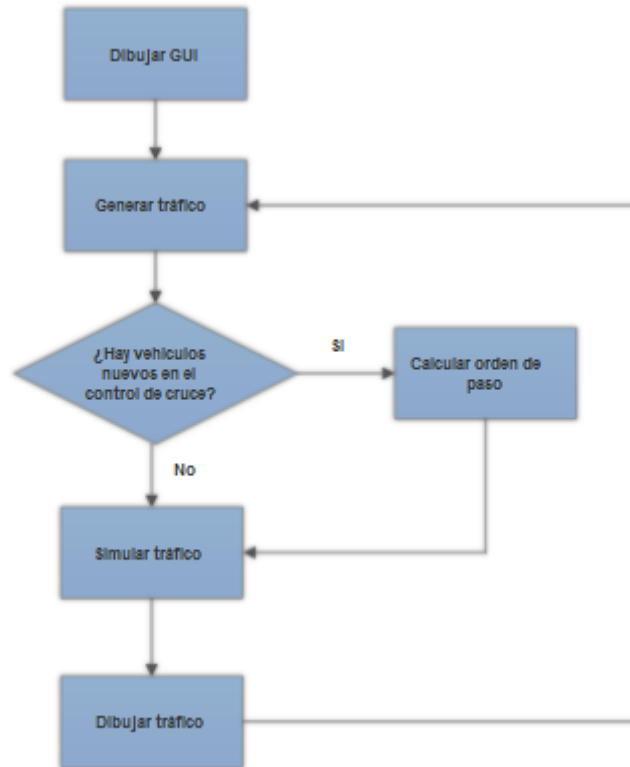 Dibujar GUI
Generar tráfico
¿Hay vehículos
nuevos en el
control de cruce?
Si
Calcular orden de
paso
No
Simular tráfico
Dibujar tráfico